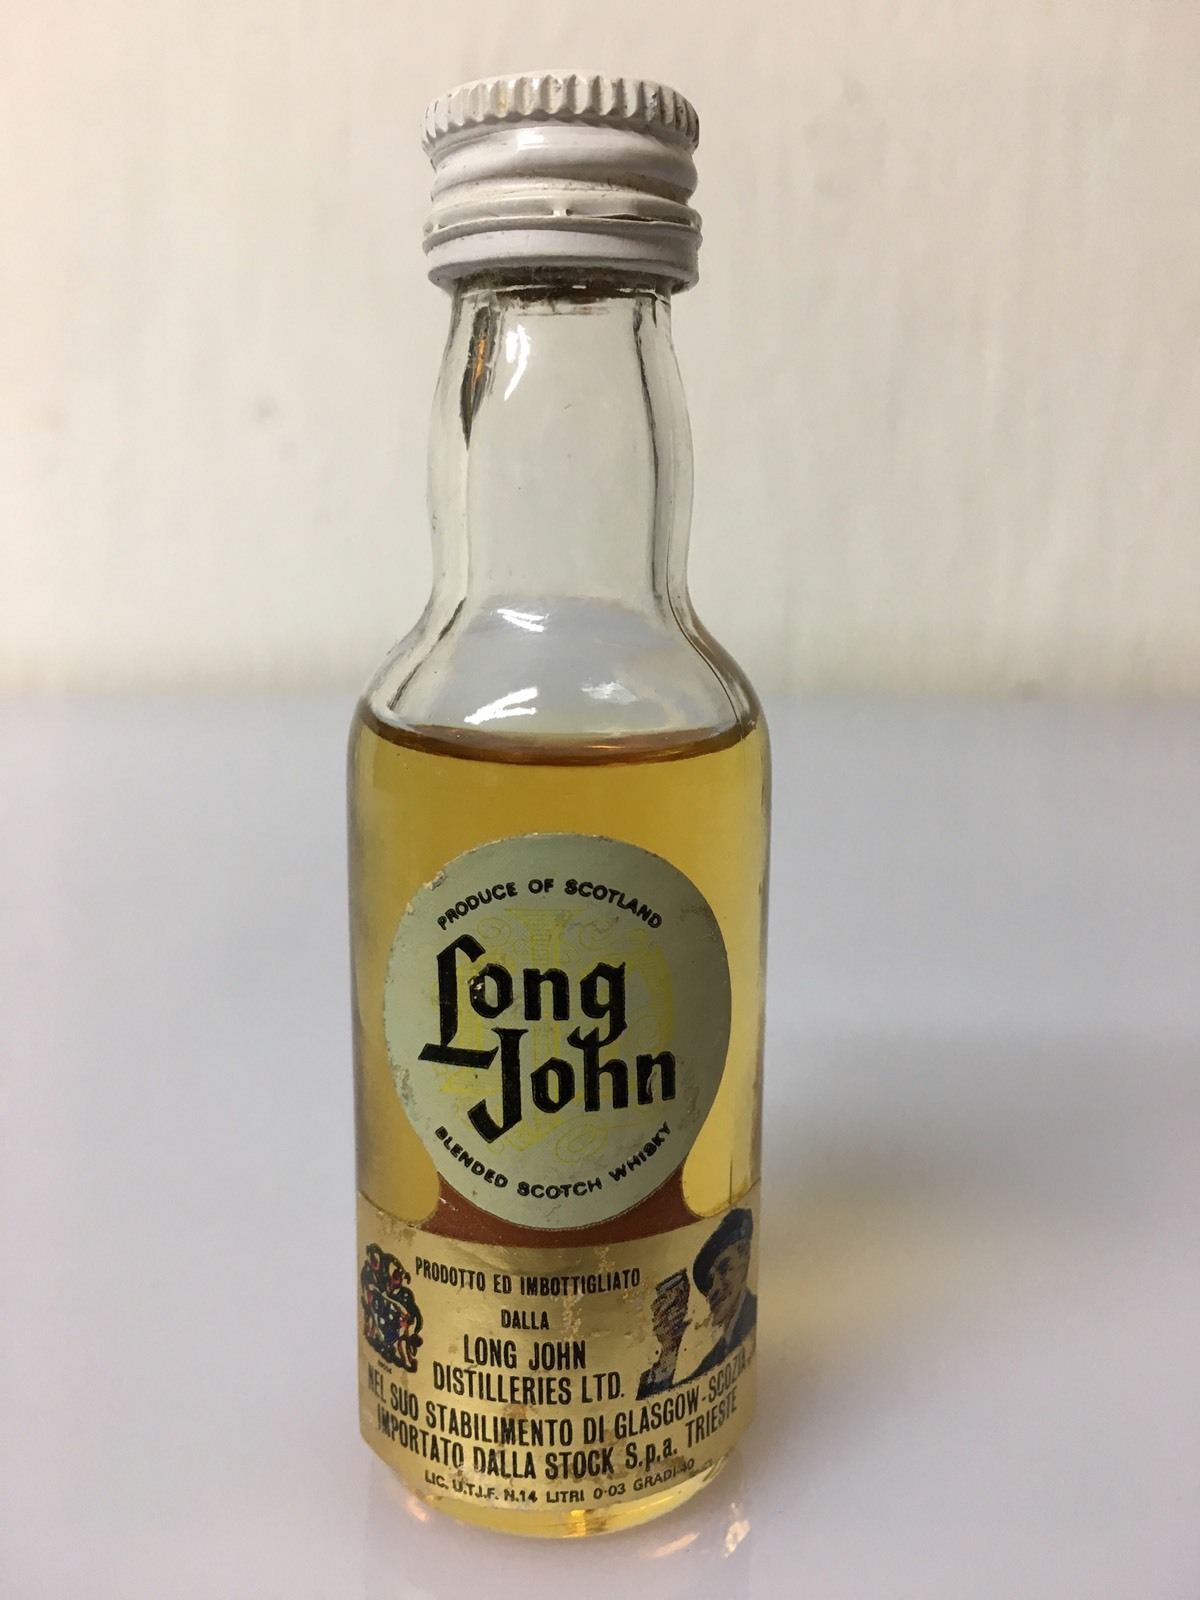 PRODUCE OF SCOTLAND
Long
John
BLENDED SCOTCH WHISKY
PRODOTTO ED IMBOTTIGLIATO
DALLA
LONG JOHN
DISTILLERIES LTD.
NEL SUO STABILIMENTO DI GLASGOW-SCOZIA
IMPORTATO DALLA STOCK S.p.a. TRIESTE
LIC. U.T.I.F. N.14 LITRI 0·03 GRADI-40